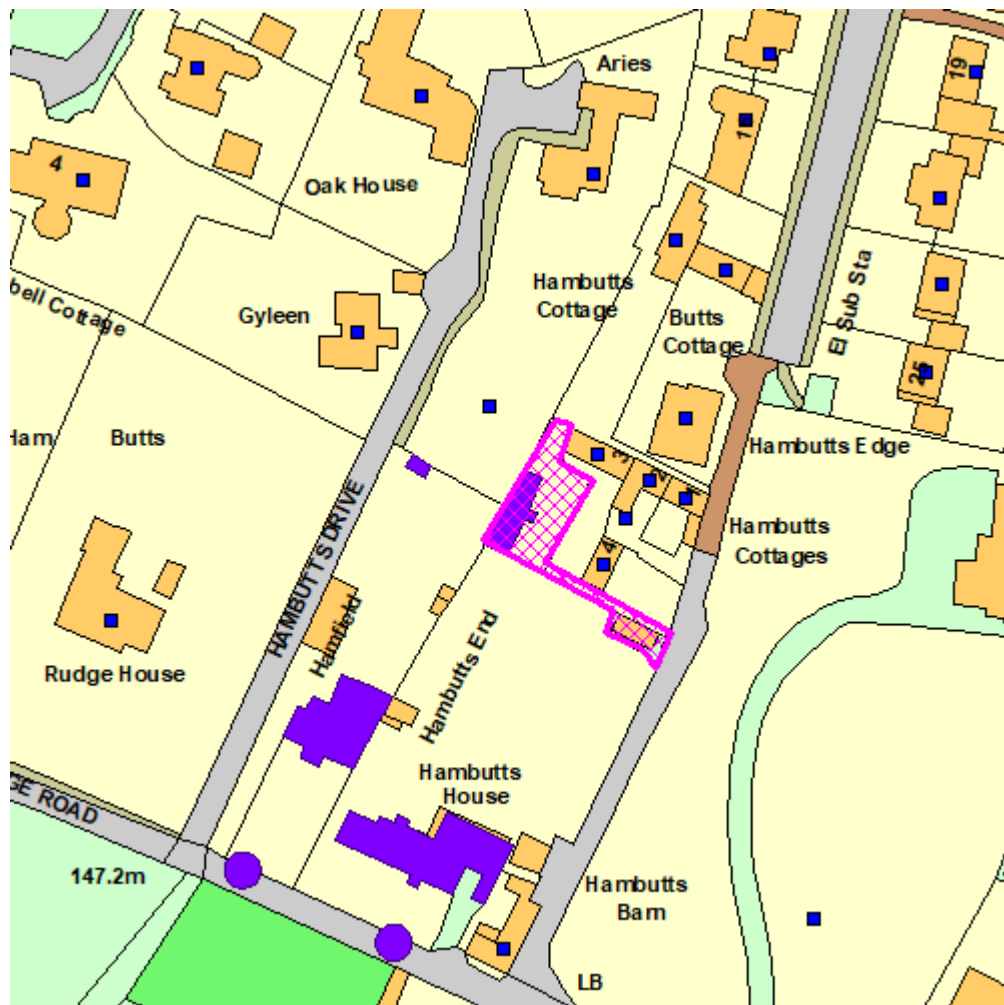 Aries
19
15
4
Oak House
Hambutts
Cottage
El Sub Sta
bell Cottage
Gyleen
Butts
Cottage
25
Ham
Butts
Hambutts Edge
3
2
1
HAMBUTTS DRIVE
Hambutts
Cottages
4
Hamfield
Hambutts End
Rudge House
Hambutts
House
GE ROAD
147.2m
Hambutts
Barn
LB